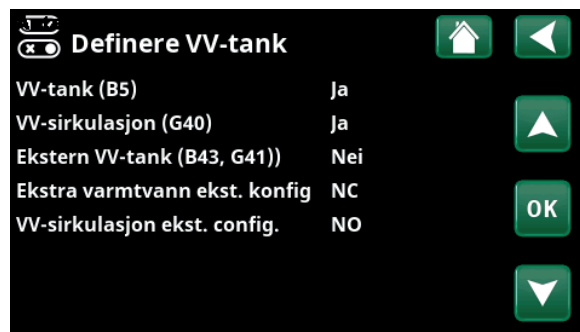 Definere VV-tank
VV-tank (B5) Ja
VV-sirkulasjon (G40) Ja
Ekstern VV-tank (B43, G41)) Nei
Ekstra varmtvann ekst. konfig NC
VV-sirkulasjon ekst. config. NO
OK